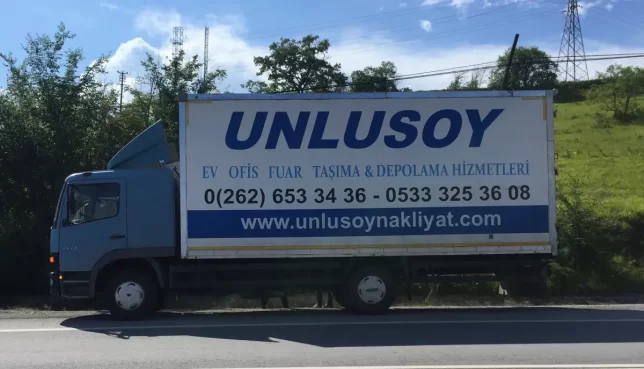 UNLUSOY
EV OFİS FUAR TAŞIMA & DEPOLAMA HİZMETLERİ
0(262) 653 34 36 - 0533 325 36 08
www.unlusoynakliyat.com